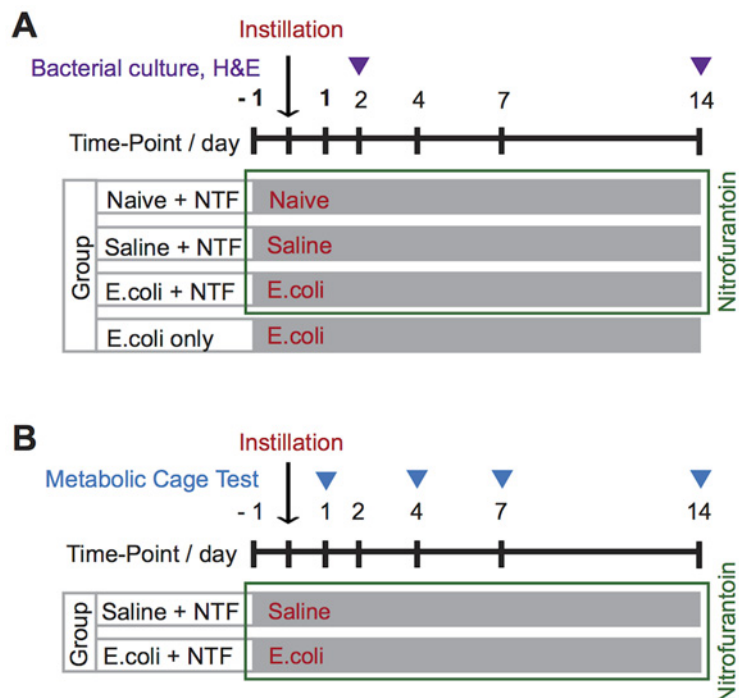 A
Instillation
Bacterial culture, H&E
- 1 1 2 4 7 14
Time-Point / day
Group
Naive + NTF Naive
Saline + NTF Saline
E.coli + NTF E.coli
E.coli only E.coli
Nitrofurantoin
B
Instillation
Metabolic Cage Test
- 1 1 2 4 7 14
Time-Point / day
Group
Saline + NTF Saline
E.coli + NTF E.coli
Nitrofurantoin